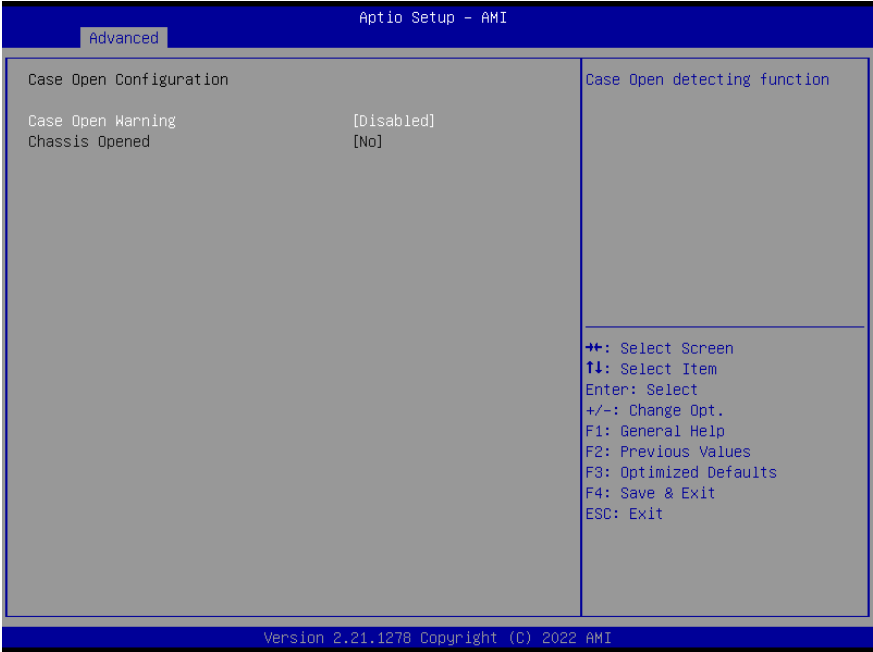 Aptio Setup – AMI
Advanced
Case Open Configuration
Case Open Warning [Disabled]
Chassis Opened [No]
Case Open detecting function
→←: Select Screen
↑↓: Select Item
Enter: Select
+/-: Change Opt.
F1: General Help
F2: Previous Values
F3: Optimized Defaults
F4: Save & Exit
ESC: Exit
Version 2.21.1278 Copyright (C) 2022 AMI